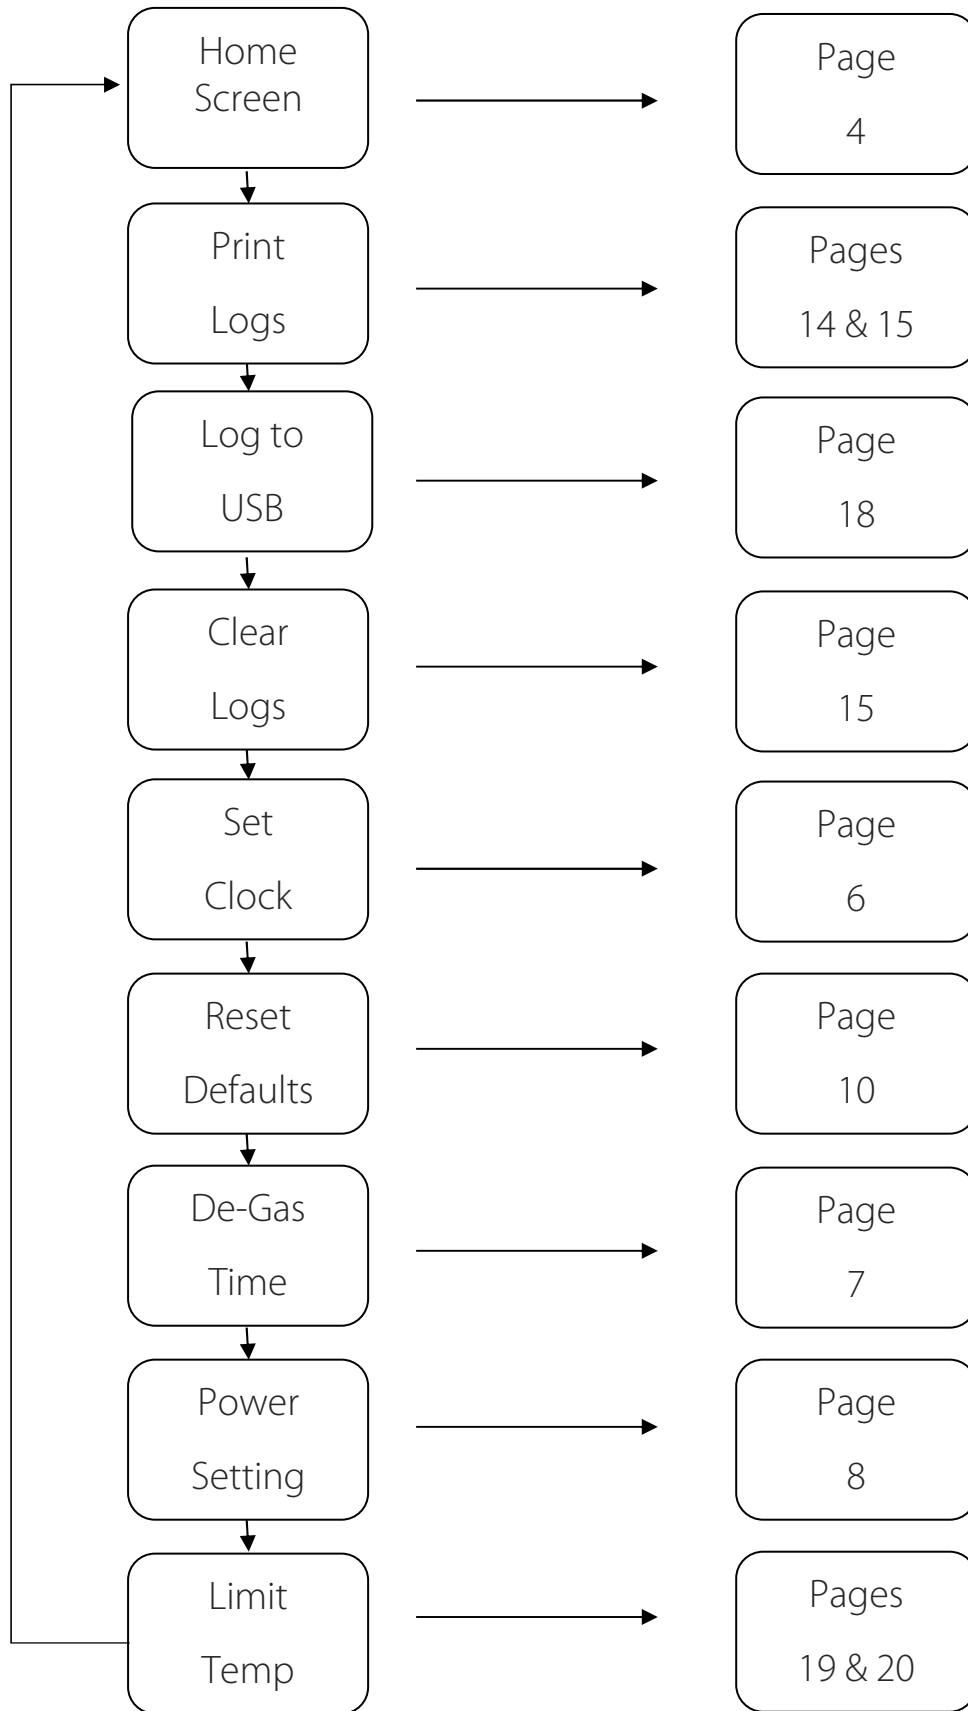 Home
Screen
Page
4
Print
Logs
Pages
14 & 15
Log to
USB
Page
18
Clear
Logs
Page
15
Set
Clock
Page
6
Reset
Defaults
Page
10
De-Gas
Time
Page
7
Power
Setting
Page
8
Limit
Temp
Pages
19 & 20